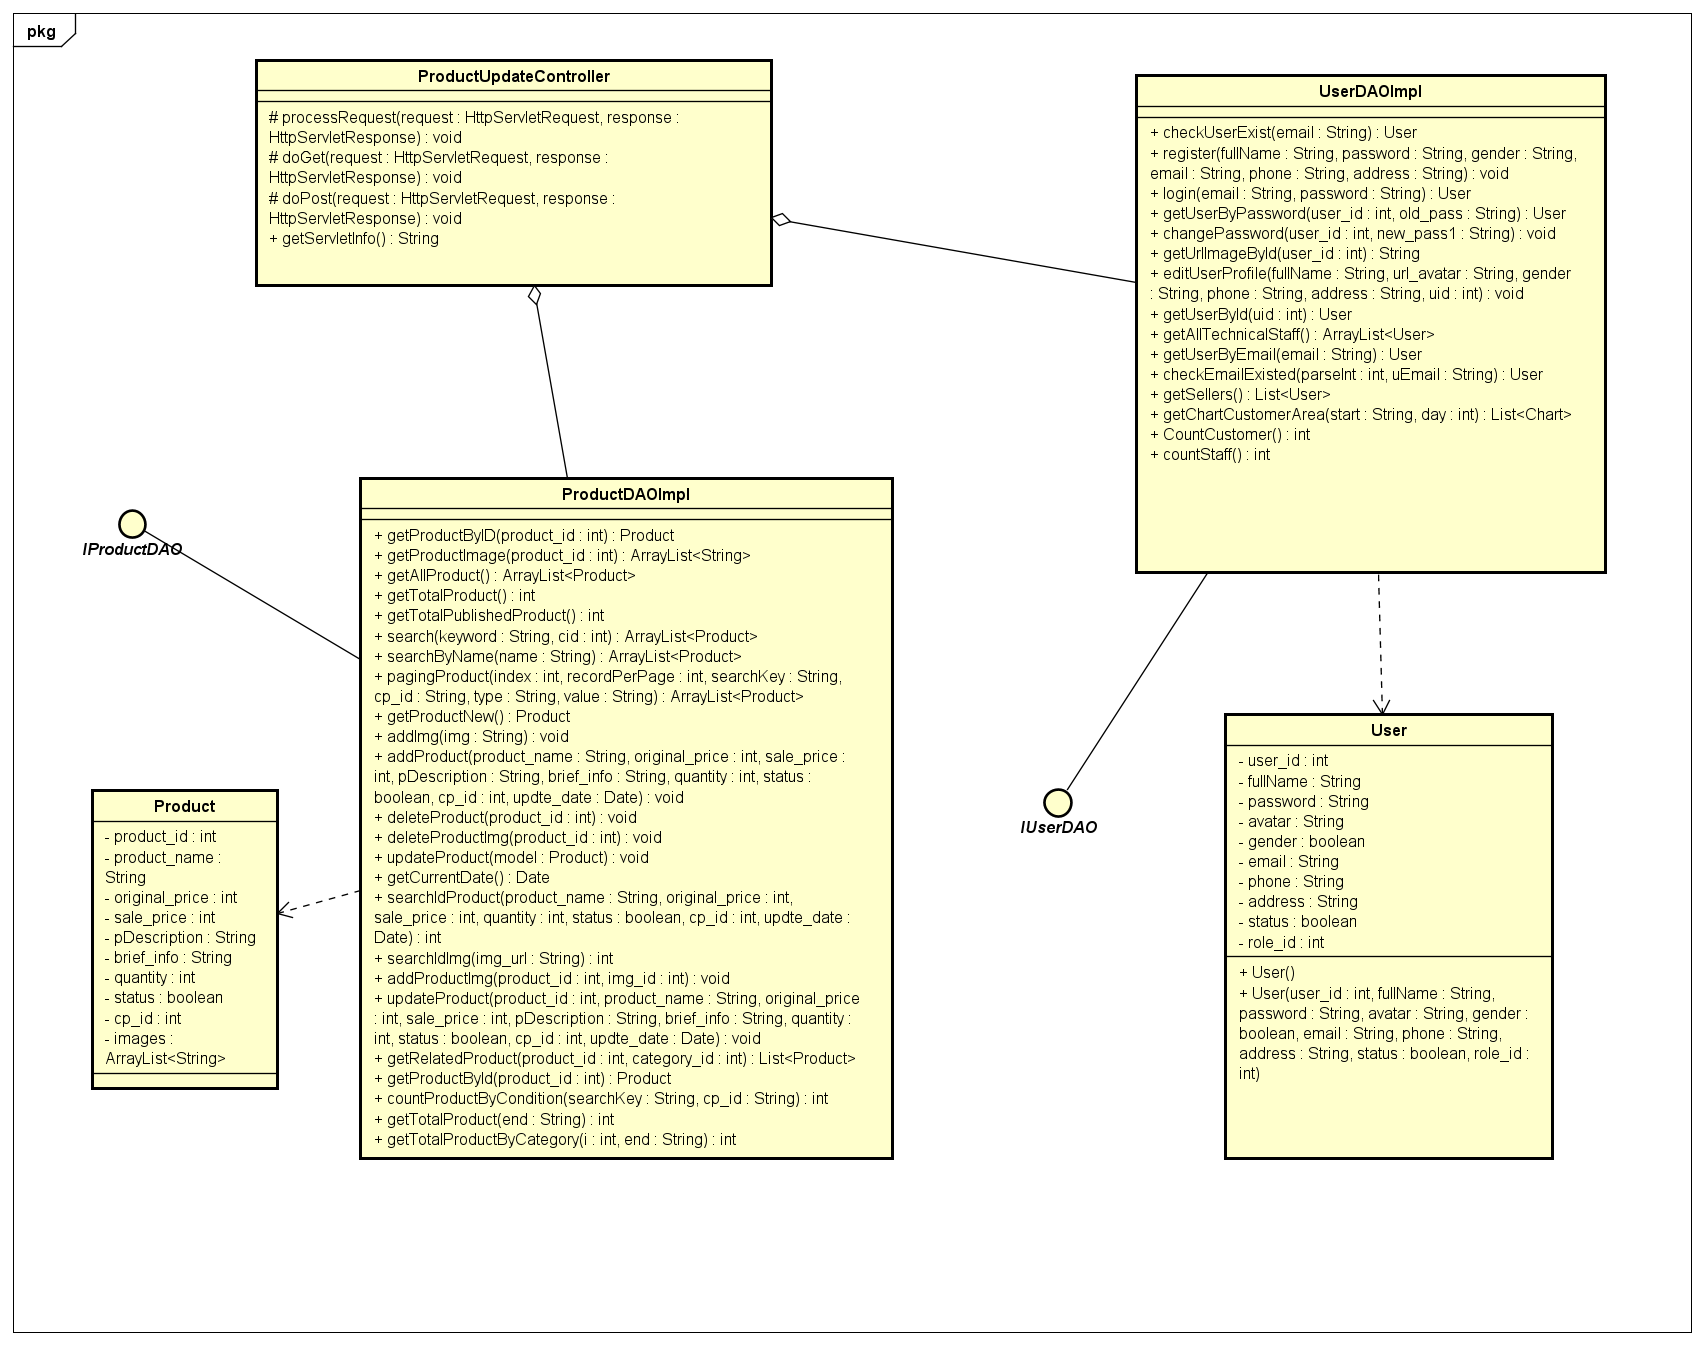 pkg
ProductUpdateController
# processRequest(request : HttpServletRequest, response :
HttpServletResponse) : void
# doGet(request : HttpServletRequest, response :
HttpServletResponse) : void
# doPost(request : HttpServletRequest, response :
HttpServletResponse) : void
+ getServletInfo() : String
UserDAOImpl
+ checkUserExist(email : String) : User
+ register(fullName : String, password : String, gender : String,
email : String, phone : String, address : String) : void
+ login(email : String, password : String) : User
+ getUserByPassword(user_id : int, old_pass : String) : User
+ changePassword(user_id : int, new_pass1 : String) : void
+ getUrlImageById(user_id : int) : String
+ editUserProfile(fullName : String, url_avatar : String, gender
: String, phone : String, address : String, uid : int) : void
+ getUserById(uid : int) : User
+ getAllTechnicalStaff() : ArrayList<User>
+ getUserByEmail(email : String) : User
+ checkEmailExisted(parseInt : int, uEmail : String) : User
+ getSellers() : List<User>
+ getChartCustomerArea(start : String, day : int) : List<Chart>
+ CountCustomer() : int
+ countStaff() : int
IProductDAO
ProductDAOImpl
+ getProductByID(product_id : int) : Product
+ getProductImage(product_id : int) : ArrayList<String>
+ getAllProduct() : ArrayList<Product>
+ getTotalProduct() : int
+ getTotalPublishedProduct() : int
+ search(keyword : String, cid : int) : ArrayList<Product>
+ searchByName(name : String) : ArrayList<Product>
+ pagingProduct(index : int, recordPerPage : int, searchKey : String,
cp_id : String, type : String, value : String) : ArrayList<Product>
+ getProductNew() : Product
+ addImg(img : String) : void
+ addProduct(product_name : String, original_price : int, sale_price :
int, pDescription : String, brief_info : String, quantity : int, status :
boolean, cp_id : int, updte_date : Date) : void
+ deleteProduct(product_id : int) : void
+ deleteProductImg(product_id : int) : void
+ updateProduct(model : Product) : void
+ getCurrentDate() : Date
+ searchIdProduct(product_name : String, original_price : int,
sale_price : int, quantity : int, status : boolean, cp_id : int, updte_date :
Date) : int
+ searchIdImg(img_url : String) : int
+ addProductImg(product_id : int, img_id : int) : void
+ updateProduct(product_id : int, product_name : String, original_price
: int, sale_price : int, pDescription : String, brief_info : String, quantity :
int, status : boolean, cp_id : int, updte_date : Date) : void
+ getRelatedProduct(product_id : int, category_id : int) : List<Product>
+ getProductById(product_id : int) : Product
+ countProductByCondition(searchKey : String, cp_id : String) : int
+ getTotalProduct(end : String) : int
+ getTotalProductByCategory(i : int, end : String) : int
Product
- product_id : int
- product_name :
String
- original_price : int
- sale_price : int
- pDescription : String
- brief_info : String
- quantity : int
- status : boolean
- cp_id : int
- images :
ArrayList<String>
IUserDAO
User
- user_id : int
- fullName : String
- password : String
- avatar : String
- gender : boolean
- email : String
- phone : String
- address : String
- status : boolean
- role_id : int
+ User()
+ User(user_id : int, fullName : String,
password : String, avatar : String, gender :
boolean, email : String, phone : String,
address : String, status : boolean, role_id :
int)